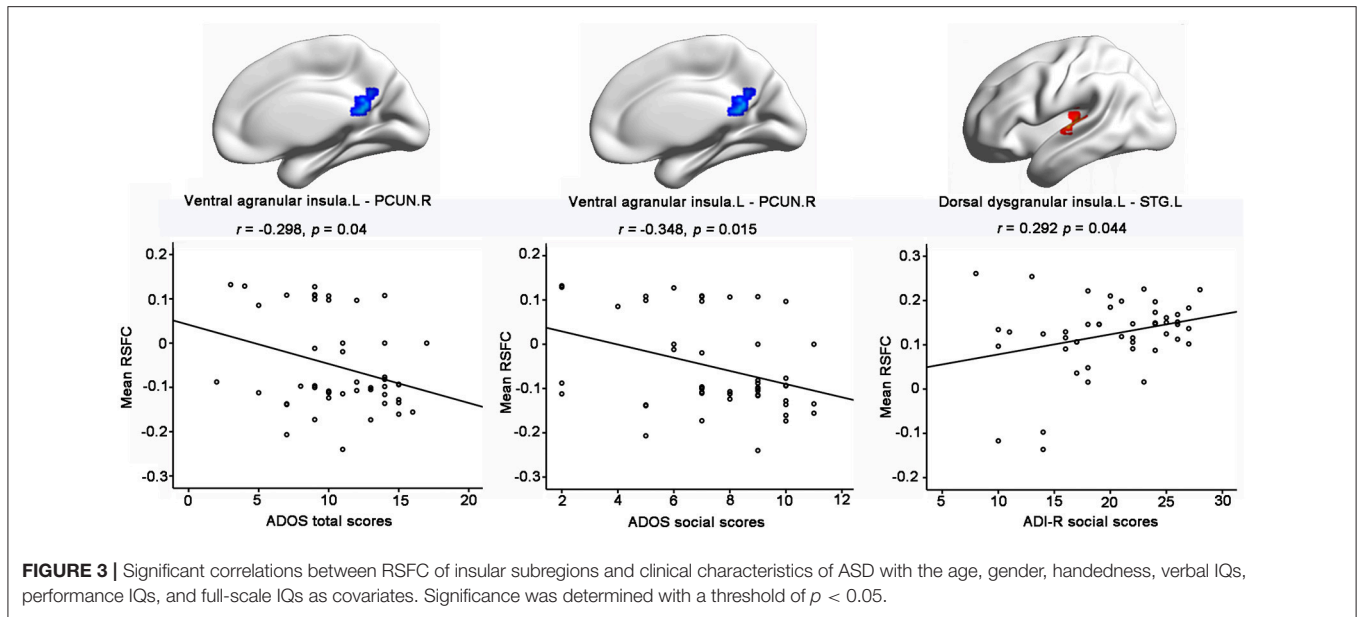 Ventral agranular insula.L - PCUN.R
r = -0.298, p = 0.04
0.2
0.1
0
-0.1
-0.2
-0.3
Mean RSFC
0 5 10 15 20
ADOS total scores
Ventral agranular insula.L - PCUN.R
r = -0.348, p = 0.015
0.2
0.1
0
-0.1
-0.2
-0.3
Mean RSFC
2 4 6 8 10 12
ADOS social scores
Dorsal dysgranular insula.L - STG.L
r = 0.292 p = 0.044
0.3
0.2
0.1
0
-0.1
-0.2
Mean RSFC
5 10 15 20 25 30
ADI-R social scores
FIGURE 3 | Significant correlations between RSFC of insular subregions and clinical characteristics of ASD with the age, gender, handedness, verbal IQs,
performance IQs, and full-scale IQs as covariates. Significance was determined with a threshold of p < 0.05.